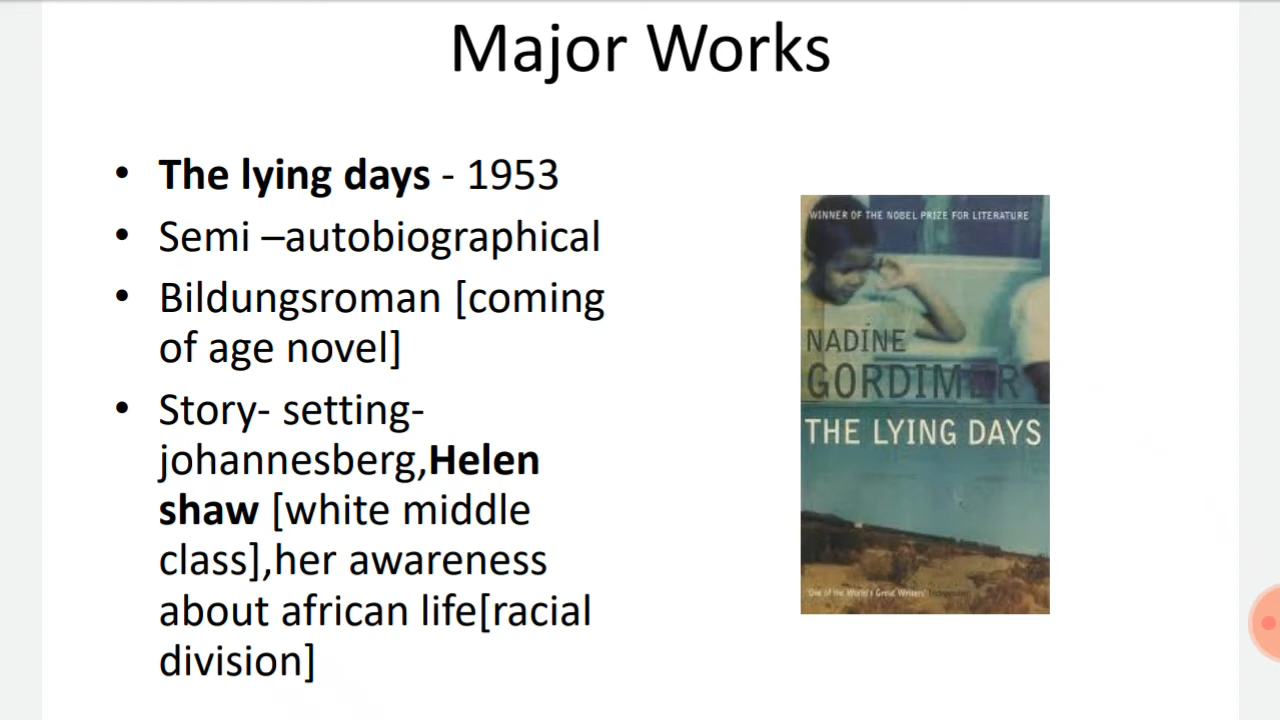 Major Works
• The lying days - 1953
• Semi –autobiographical
• Bildungsroman [coming
of age novel]
• Story- setting-
johannesberg,Helen
shaw [white middle
class],her awareness
about african life[racial
division]
WINNER OF THE NOBEL PRIZE FOR LITERATURE
NADINE
GORDIMER
THE LYING DAYS
'One of the World's Great Writers' Independent